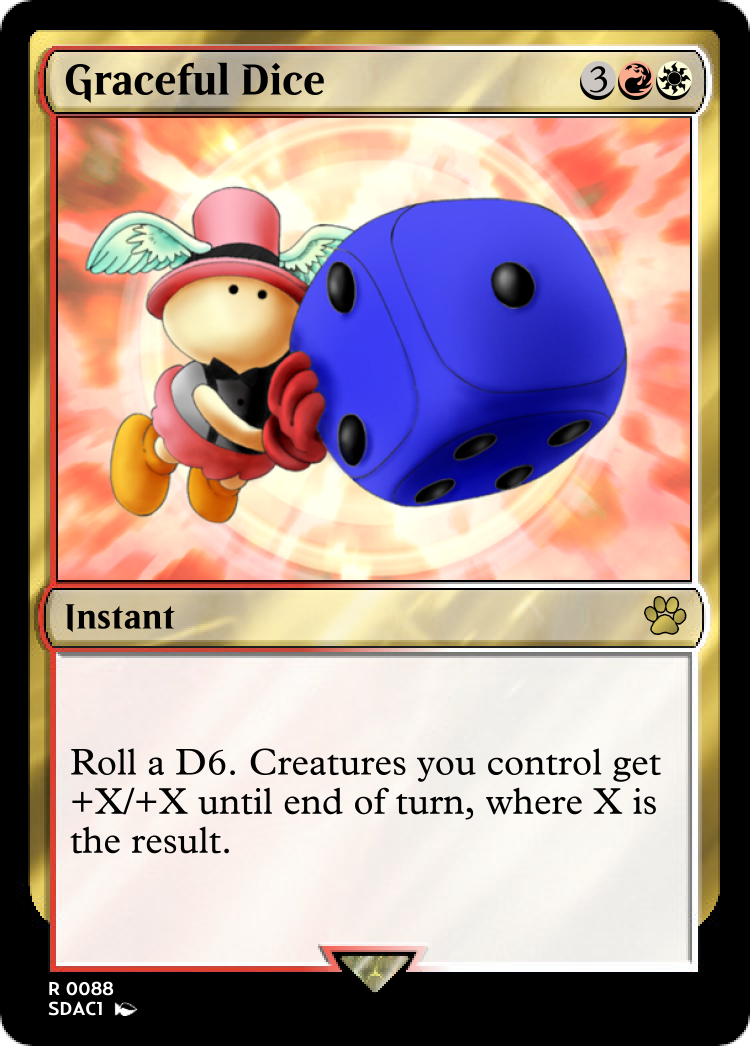 Graceful Dice 3
Instant
Roll a D6. Creatures you control get
+X/+X until end of turn, where X is
the result.
R 0088
SDAC1